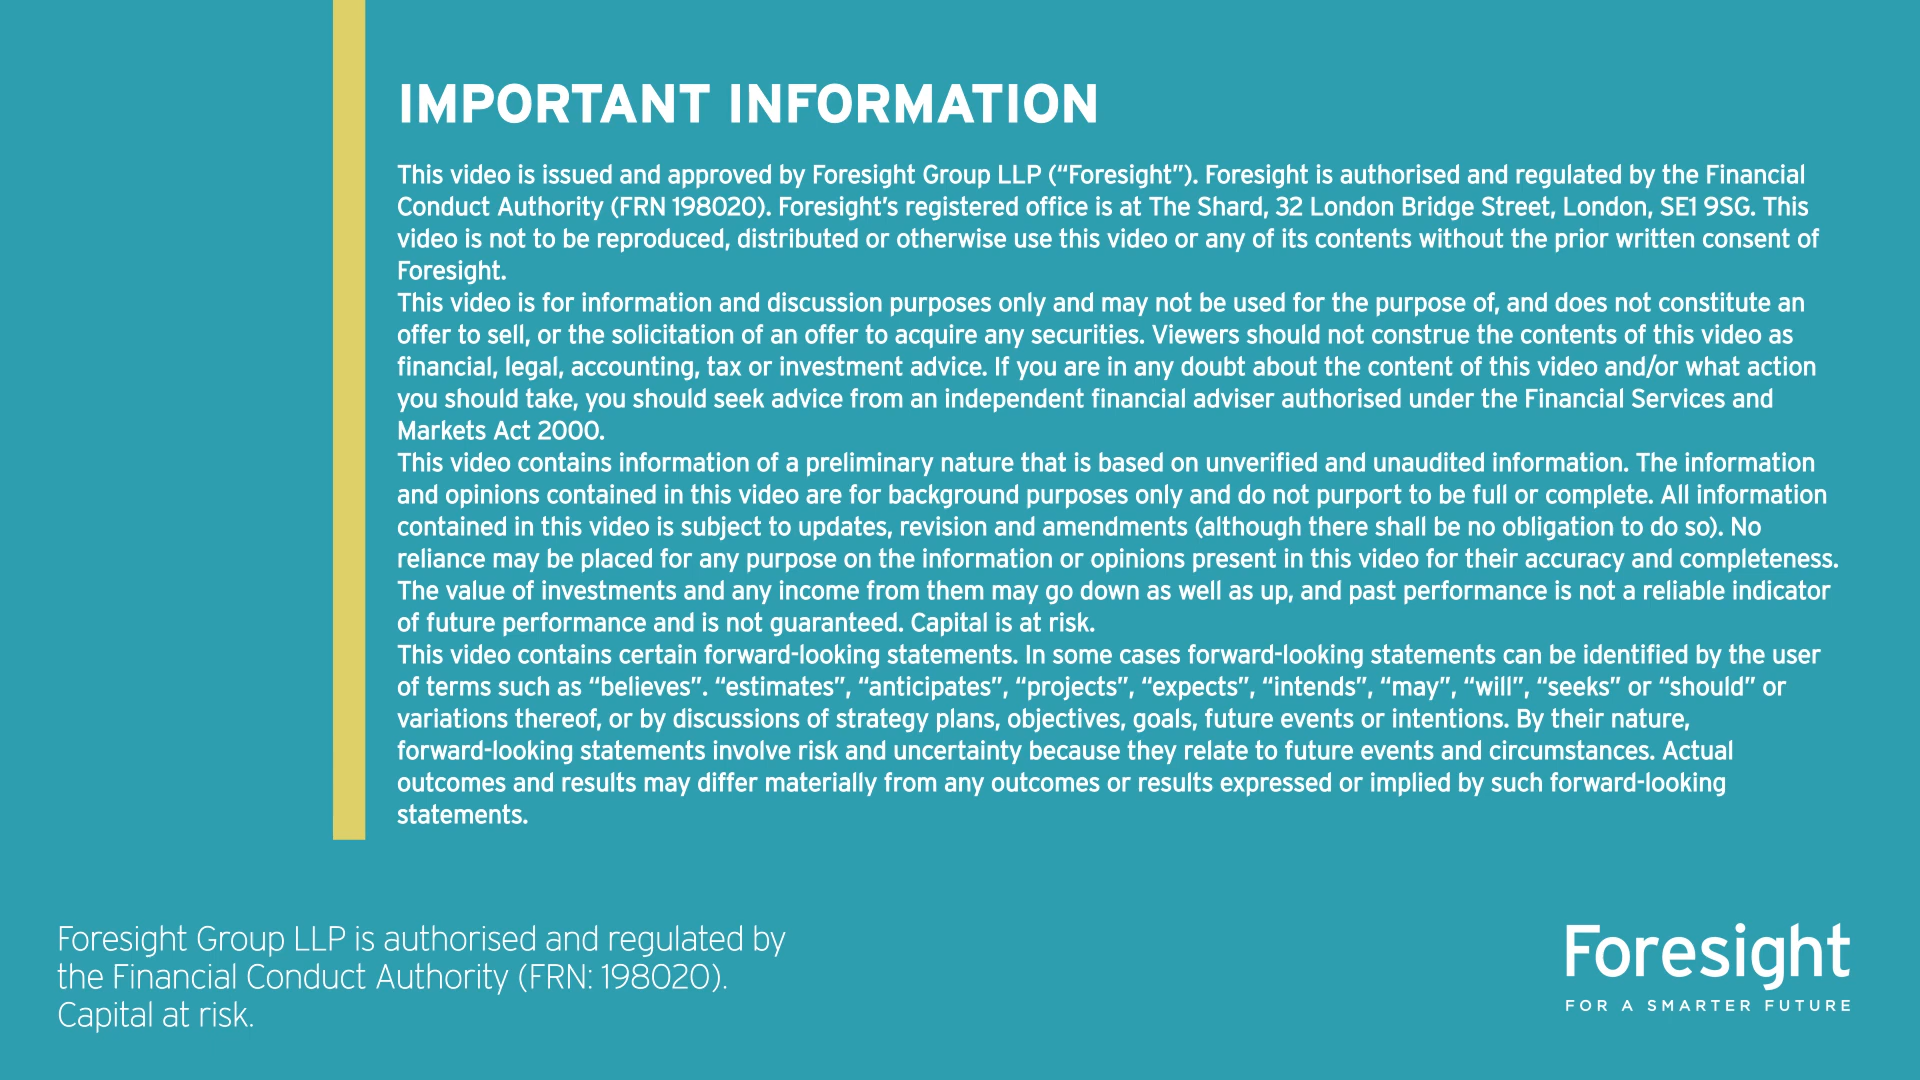 IMPORTANT INFORMATION
This video is issued and approved by Foresight Group LLP (“Foresight”). Foresight is authorised and regulated by the Financial
Conduct Authority (FRN 198020). Foresight’s registered office is at The Shard, 32 London Bridge Street, London, SE1 9SG. This
video is not to be reproduced, distributed or otherwise use this video or any of its contents without the prior written consent of
Foresight.
This video is for information and discussion purposes only and may not be used for the purpose of, and does not constitute an
offer to sell, or the solicitation of an offer to acquire any securities. Viewers should not construe the contents of this video as
financial, legal, accounting, tax or investment advice. If you are in any doubt about the content of this video and/or what action
you should take, you should seek advice from an independent financial adviser authorised under the Financial Services and
Markets Act 2000.
This video contains information of a preliminary nature that is based on unverified and unaudited information. The information
and opinions contained in this video are for background purposes only and do not purport to be full or complete. All information
contained in this video is subject to updates, revision and amendments (although there shall be no obligation to do so). No
reliance may be placed for any purpose on the information or opinions present in this video for their accuracy and completeness.
The value of investments and any income from them may go down as well as up, and past performance is not a reliable indicator
of future performance and is not guaranteed. Capital is at risk.
This video contains certain forward-looking statements. In some cases forward-looking statements can be identified by the user
of terms such as “believes”. “estimates”, “anticipates”, “projects”, “expects”, “intends”, “may”, “will”, “seeks” or “should” or
variations thereof, or by discussions of strategy plans, objectives, goals, future events or intentions. By their nature,
forward-looking statements involve risk and uncertainty because they relate to future events and circumstances. Actual
outcomes and results may differ materially from any outcomes or results expressed or implied by such forward-looking
statements.
Foresight Group LLP is authorised and regulated by
the Financial Conduct Authority (FRN: 198020).
Capital at risk.
Foresight
FOR A SMARTER FUTURE